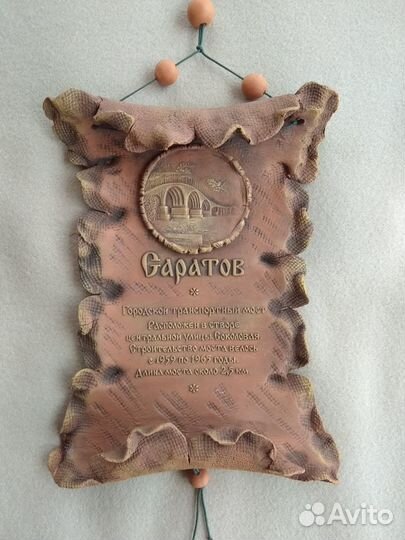 Саратов
*
Городской транспортный мост
Расположен в створе
центральной улицы Соколовая.
Строительство моста велось
с 1959 по 1965 годы.
Длина моста около 2,5 км
*
Avito